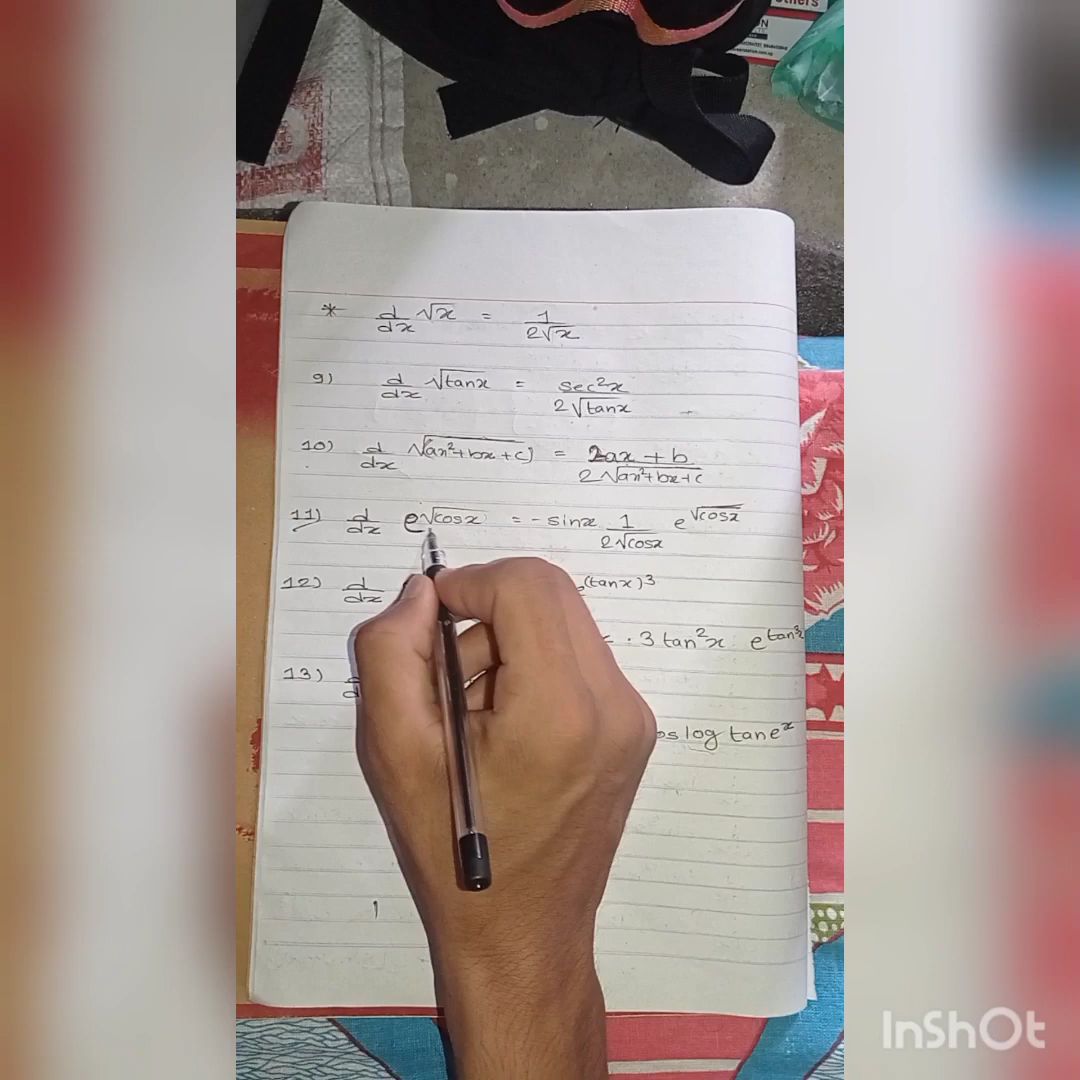 * d/dx √x = 1/2√x
9) d/dx √tanx = sec²x/2√tanx
10) d/dx √(ax²+bx+c) = 2ax+b/2√ax²+bx+c
11) d/dx e^√cosx = -sinx 1/2√cosx e^√cosx
12) d/dx (tanx)³
· 3 tan²x e^tan³x
13)
log tan e^x
InShOt